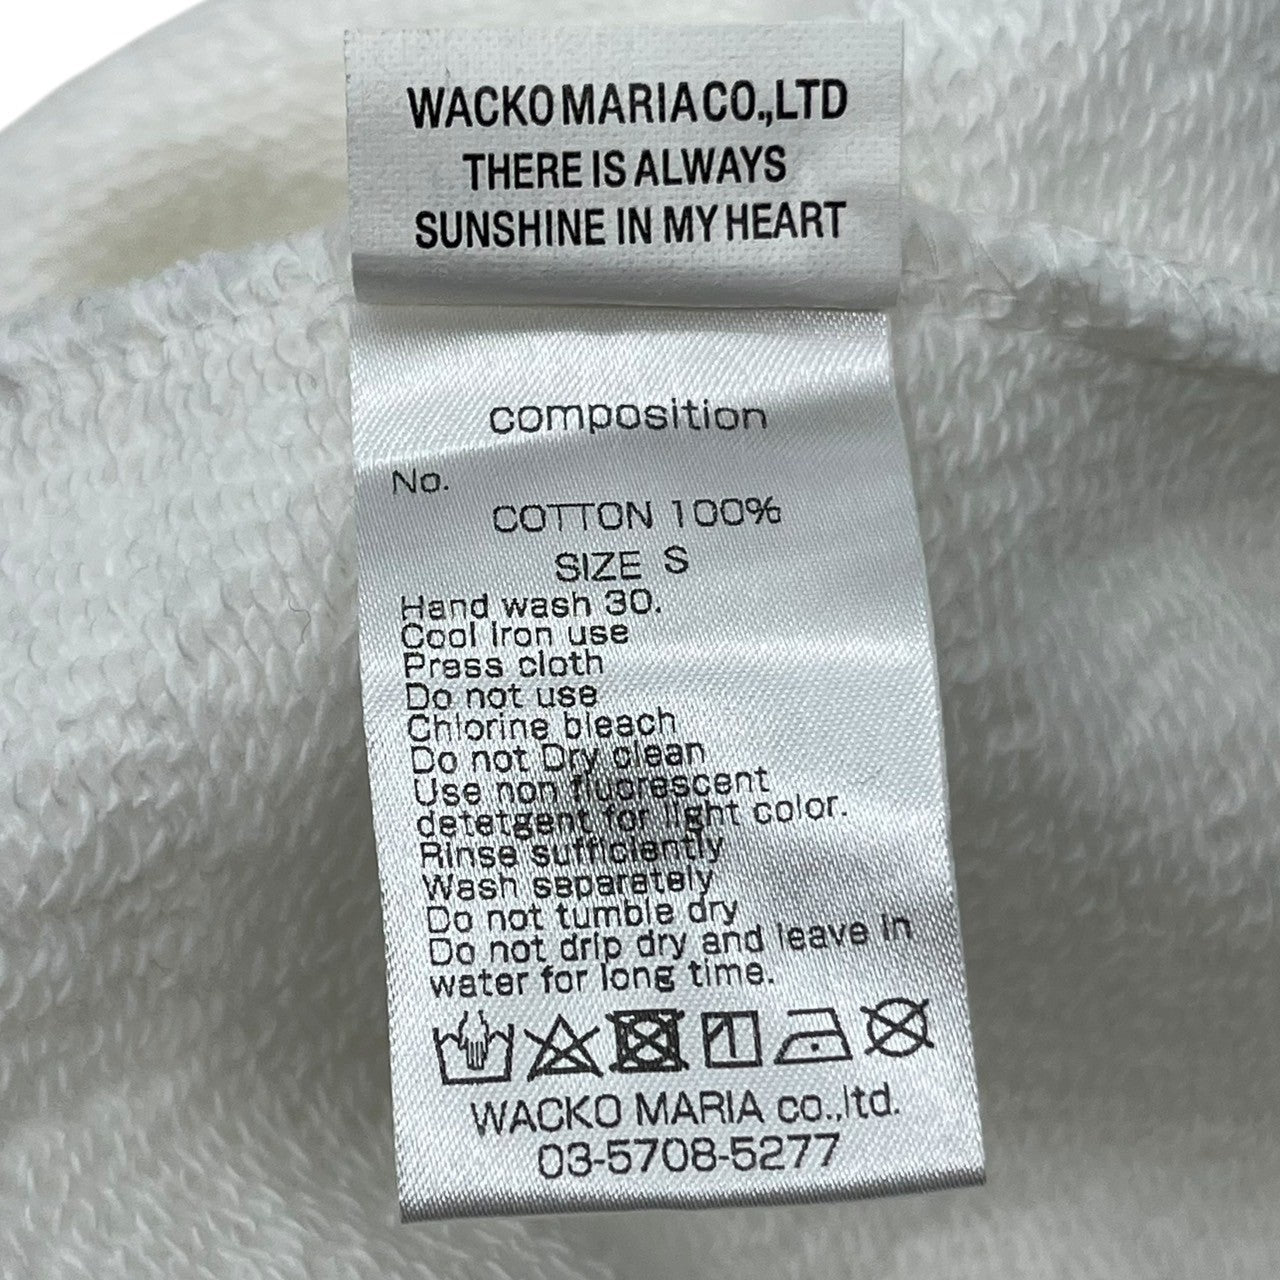 WACKO MARIA CO.,LTD
THERE IS ALWAYS
SUNSHINE IN MY HEART
composition
No.
COTTON 100%
SIZE S
Hand wash 30.
Cool Iron use
Press cloth
Do not use
Chlorine bleach
Do not Dry clean
Use non fluorescent
detetgent for light color.
Rinse sufficiently
Wash separately
Do not tumble dry
Do not drip dry and leave in
water for long time.
WACKO MARIA co.,ltd.
03-5708-5277